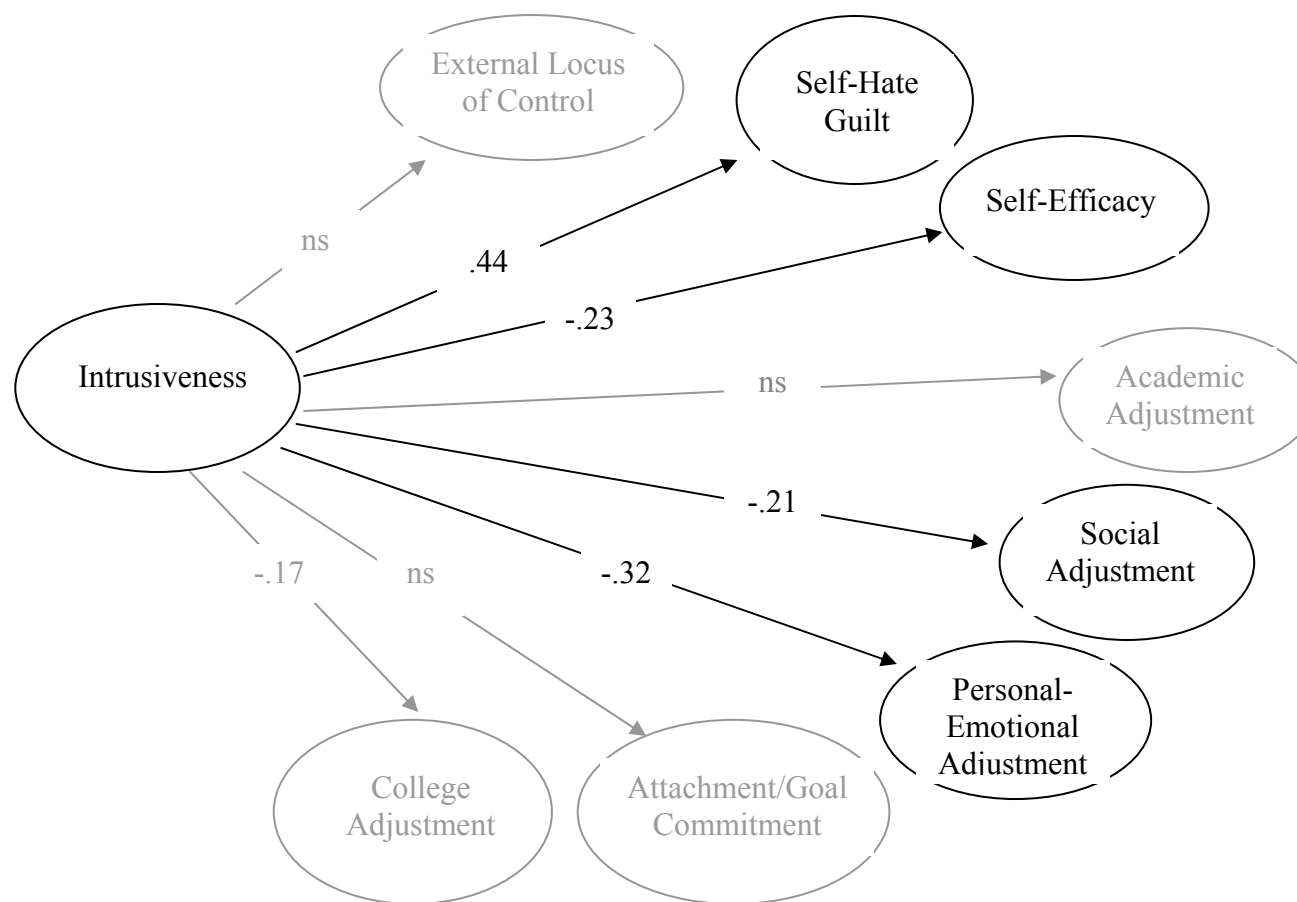 External Locus
of Control
Self-Hate
Guilt
Self-Efficacy
ns
.44
-.23
Intrusiveness
ns
Academic
Adjustment
-.21
Social
Adjustment
-.17
ns
-.32
Personal-
Emotional
Adjustment
College
Adjustment
Attachment/Goal
Commitment